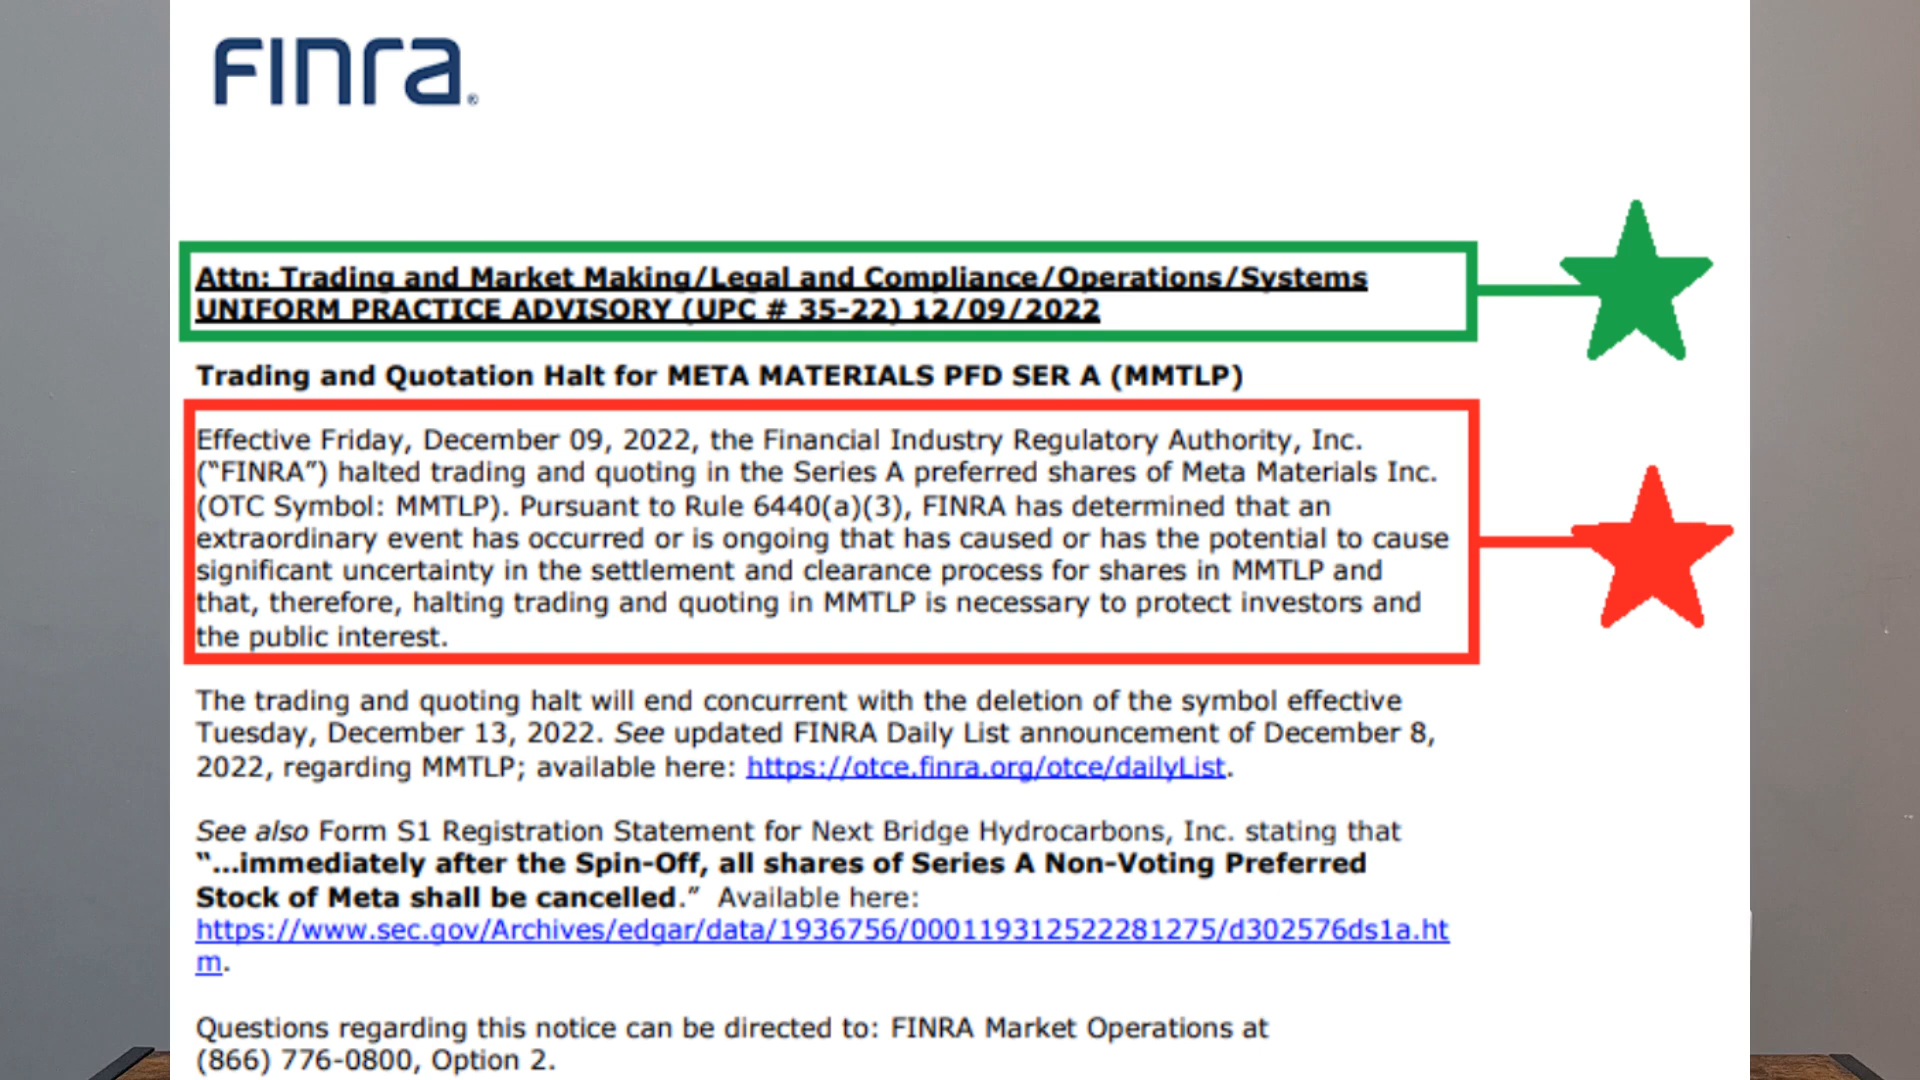 FINRA®
Attn: Trading and Market Making/Legal and Compliance/Operations/Systems
UNIFORM PRACTICE ADVISORY (UPC # 35-22) 12/09/2022
Trading and Quotation Halt for META MATERIALS PFD SER A (MMTLP)
Effective Friday, December 09, 2022, the Financial Industry Regulatory Authority, Inc.
(“FINRA”) halted trading and quoting in the Series A preferred shares of Meta Materials Inc.
(OTC Symbol: MMTLP). Pursuant to Rule 6440(a)(3), FINRA has determined that an
extraordinary event has occurred or is ongoing that has caused or has the potential to cause
significant uncertainty in the settlement and clearance process for shares in MMTLP and
that, therefore, halting trading and quoting in MMTLP is necessary to protect investors and
the public interest.
The trading and quoting halt will end concurrent with the deletion of the symbol effective
Tuesday, December 13, 2022. See updated FINRA Daily List announcement of December 8,
2022, regarding MMTLP; available here: https://otce.finra.org/otce/dailyList.
See also Form S1 Registration Statement for Next Bridge Hydrocarbons, Inc. stating that
“…immediately after the Spin-Off, all shares of Series A Non-Voting Preferred
Stock of Meta shall be cancelled.” Available here:
https://www.sec.gov/Archives/edgar/data/1936756/000119312522281275/d302576ds1a.ht
m.
Questions regarding this notice can be directed to: FINRA Market Operations at
(866) 776-0800, Option 2.